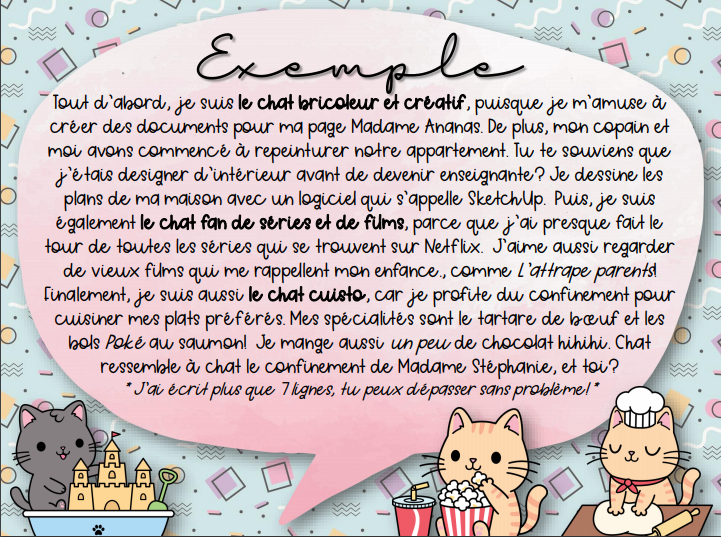 Exemple
Tout d'abord, je suis le chat bricoleur et créatif, puisque je m'amuse à
créer des documents pour ma page Madame Ananas. De plus, mon copain et
moi avons commencé à repeinturer notre appartement. Tu te souviens que
j'étais designer d'intérieur avant de devenir enseignante? Je dessine les
plans de ma maison avec un logiciel qui s'appelle SketchUp. Puis, je suis
également le chat fan de séries et de films, parce que j'ai presque fait le
tour de toutes les séries qui se trouvent sur Netflix. J'aime aussi regarder
de vieux films qui me rappellent mon enfance., comme L'attrape parents!
Finalement, je suis aussi le chat cuisto, car je profite du confinement pour
cuisiner mes plats préférés. Mes spécialités sont le tartare de bœuf et les
bols Poké au saumon! Je mange aussi un peu de chocolat hihihi. Chat
ressemble à chat le confinement de Madame Stéphanie, et toi?
* J'ai écrit plus que 7 lignes, tu peux dépasser sans problème! *